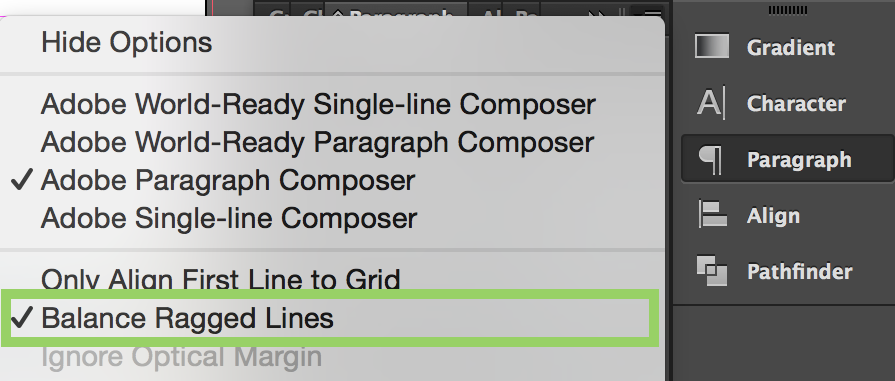 Paragraph
Hide Options
Adobe World-Ready Single-line Composer
Adobe World-Ready Paragraph Composer
Adobe Paragraph Composer
Adobe Single-line Composer
Only Align First Line to Grid
Balance Ragged Lines
Ignore Optical Margin
Gradient
Character
Paragraph
Align
Pathfinder